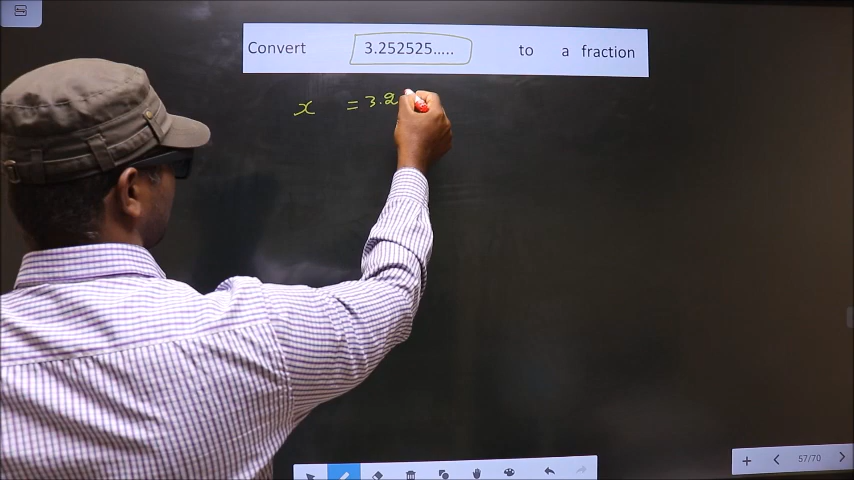 Convert 3.252525..... to a fraction
x = 3.2
57/70